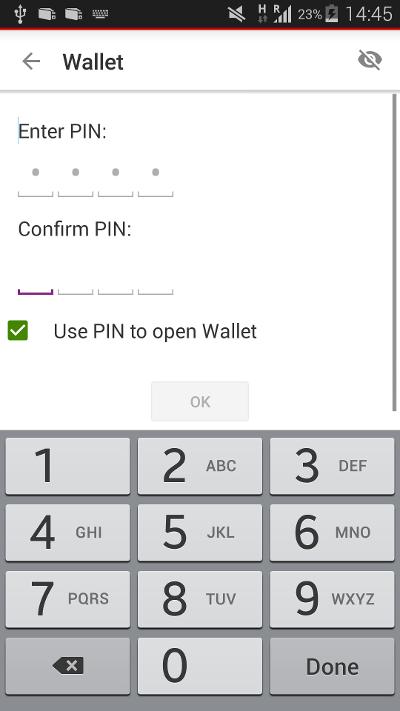 H R 23% 14:45
Wallet
Enter PIN:
Confirm PIN:
Use PIN to open Wallet
OK
1 2 ABC 3 DEF
4 GHI 5 JKL 6 MNO
7 PQRS 8 TUV 9 WXYZ
0 Done